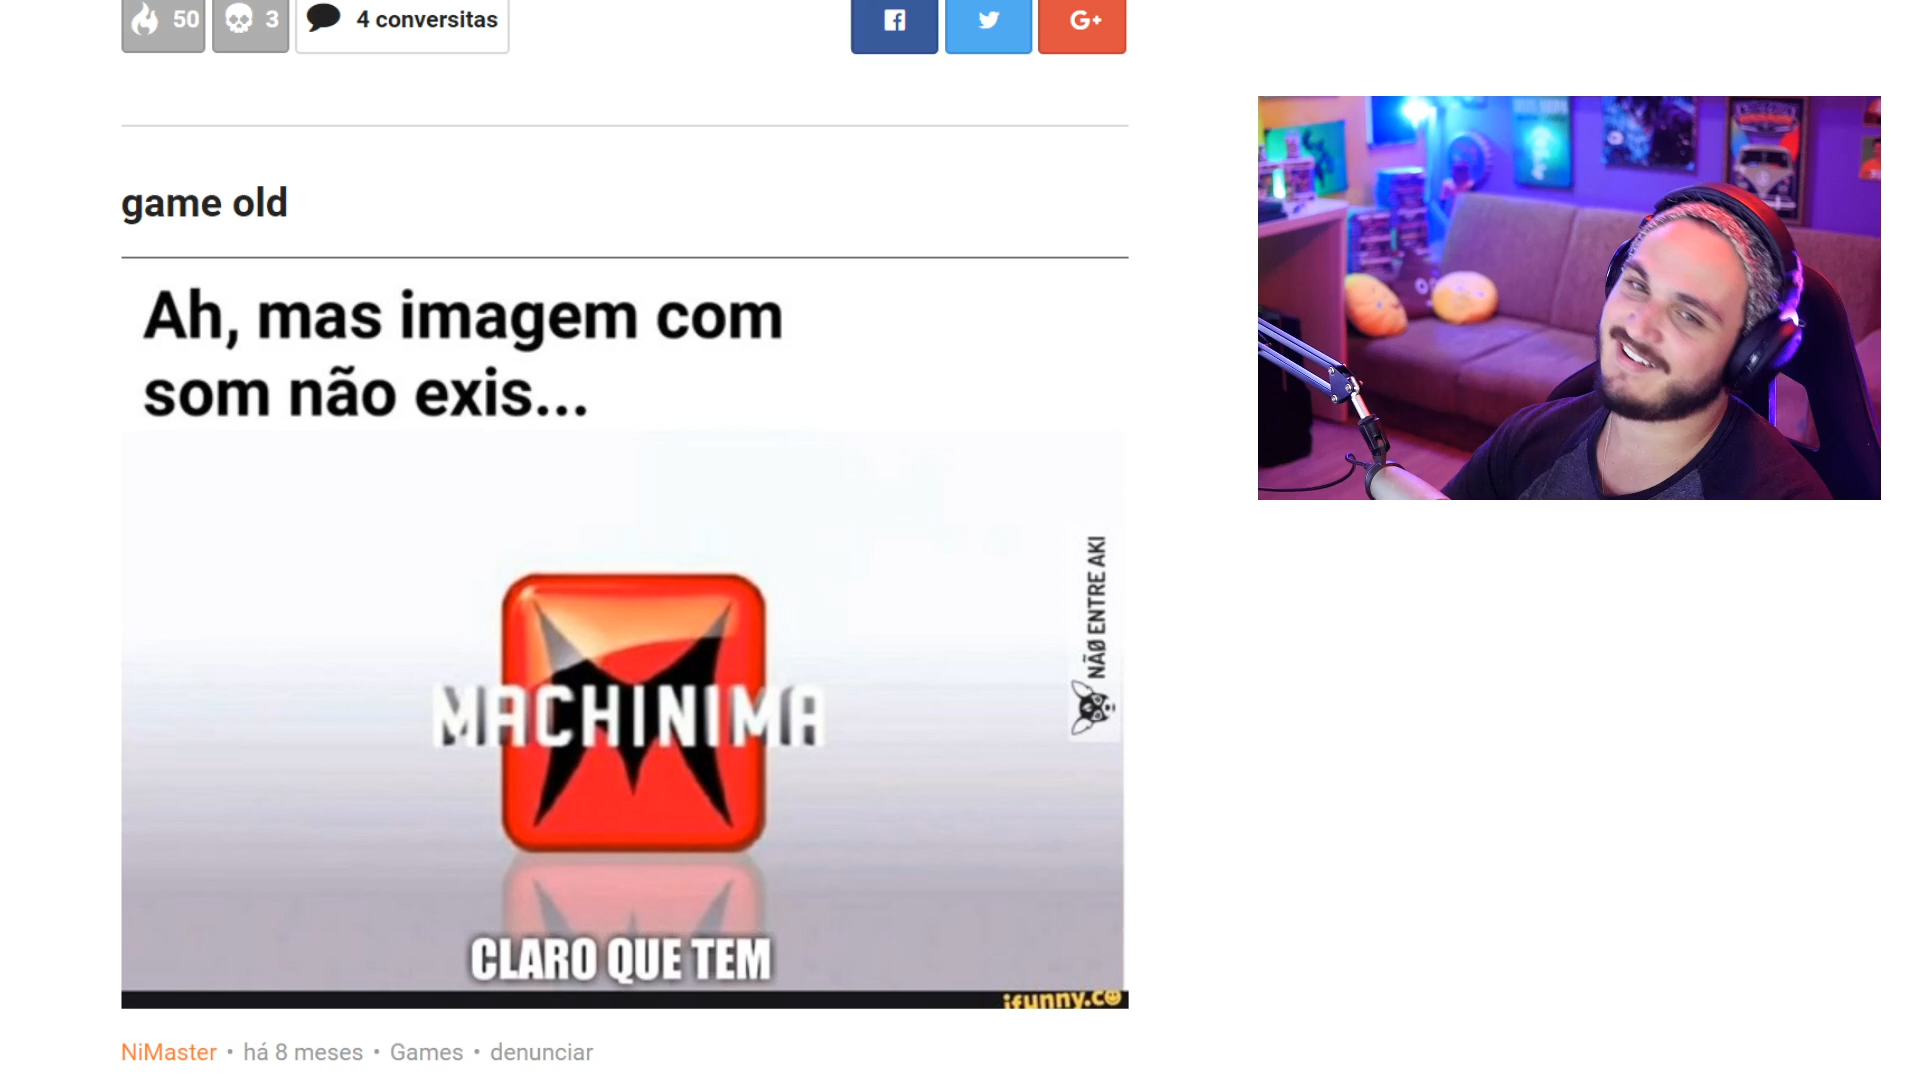 50
3
4 conversitas
G+
game old
Ah, mas imagem com
som não exis...
MACHINIMA
NÃØ ENTRE AKI
CLARO QUE TEM
ifunny.co
NiMaster • há 8 meses • Games • denunciar